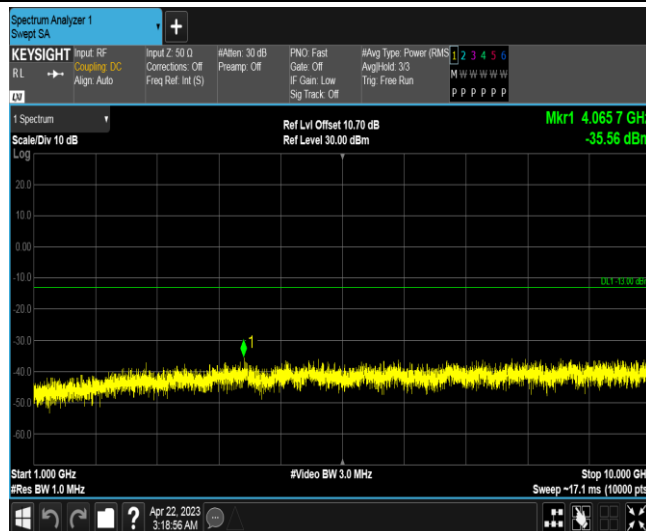 Spectrum Analyzer 1
Swept SA
+
KEYSIGHT
RL
Input: RF
Coupling: DC
Align: Auto
Input Z: 50 Ω
Corrections: Off
Freq Ref: Int (S)
#Atten: 30 dB
Preamp: Off
PNO: Fast
Gate: Off
IF Gain: Low
Sig Track: Off
#Avg Type: Power (RMS
Avg|Hold: 3/3
Trig: Free Run
1 2 3 4 5 6
M W W W W W
P P P P P P
1 Spectrum
Scale/Div 10 dB
Ref Lvl Offset 10.70 dB
Ref Level 30.00 dBm
Mkr1 4.065 7 GHz
-35.56 dBm
Log
20.0
10.0
0.00
-10.0
DL1 -13.00 dBm
-20.0
-30.0
1
-40.0
-50.0
-60.0
Start 1.000 GHz
#Res BW 1.0 MHz
#Video BW 3.0 MHz
Stop 10.000 GHz
Sweep ~17.1 ms (10000 pts
?
Apr 22, 2023
3:18:56 AM